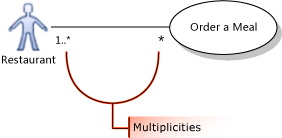 Order a Meal
1..*
*
Restaurant
Multiplicities